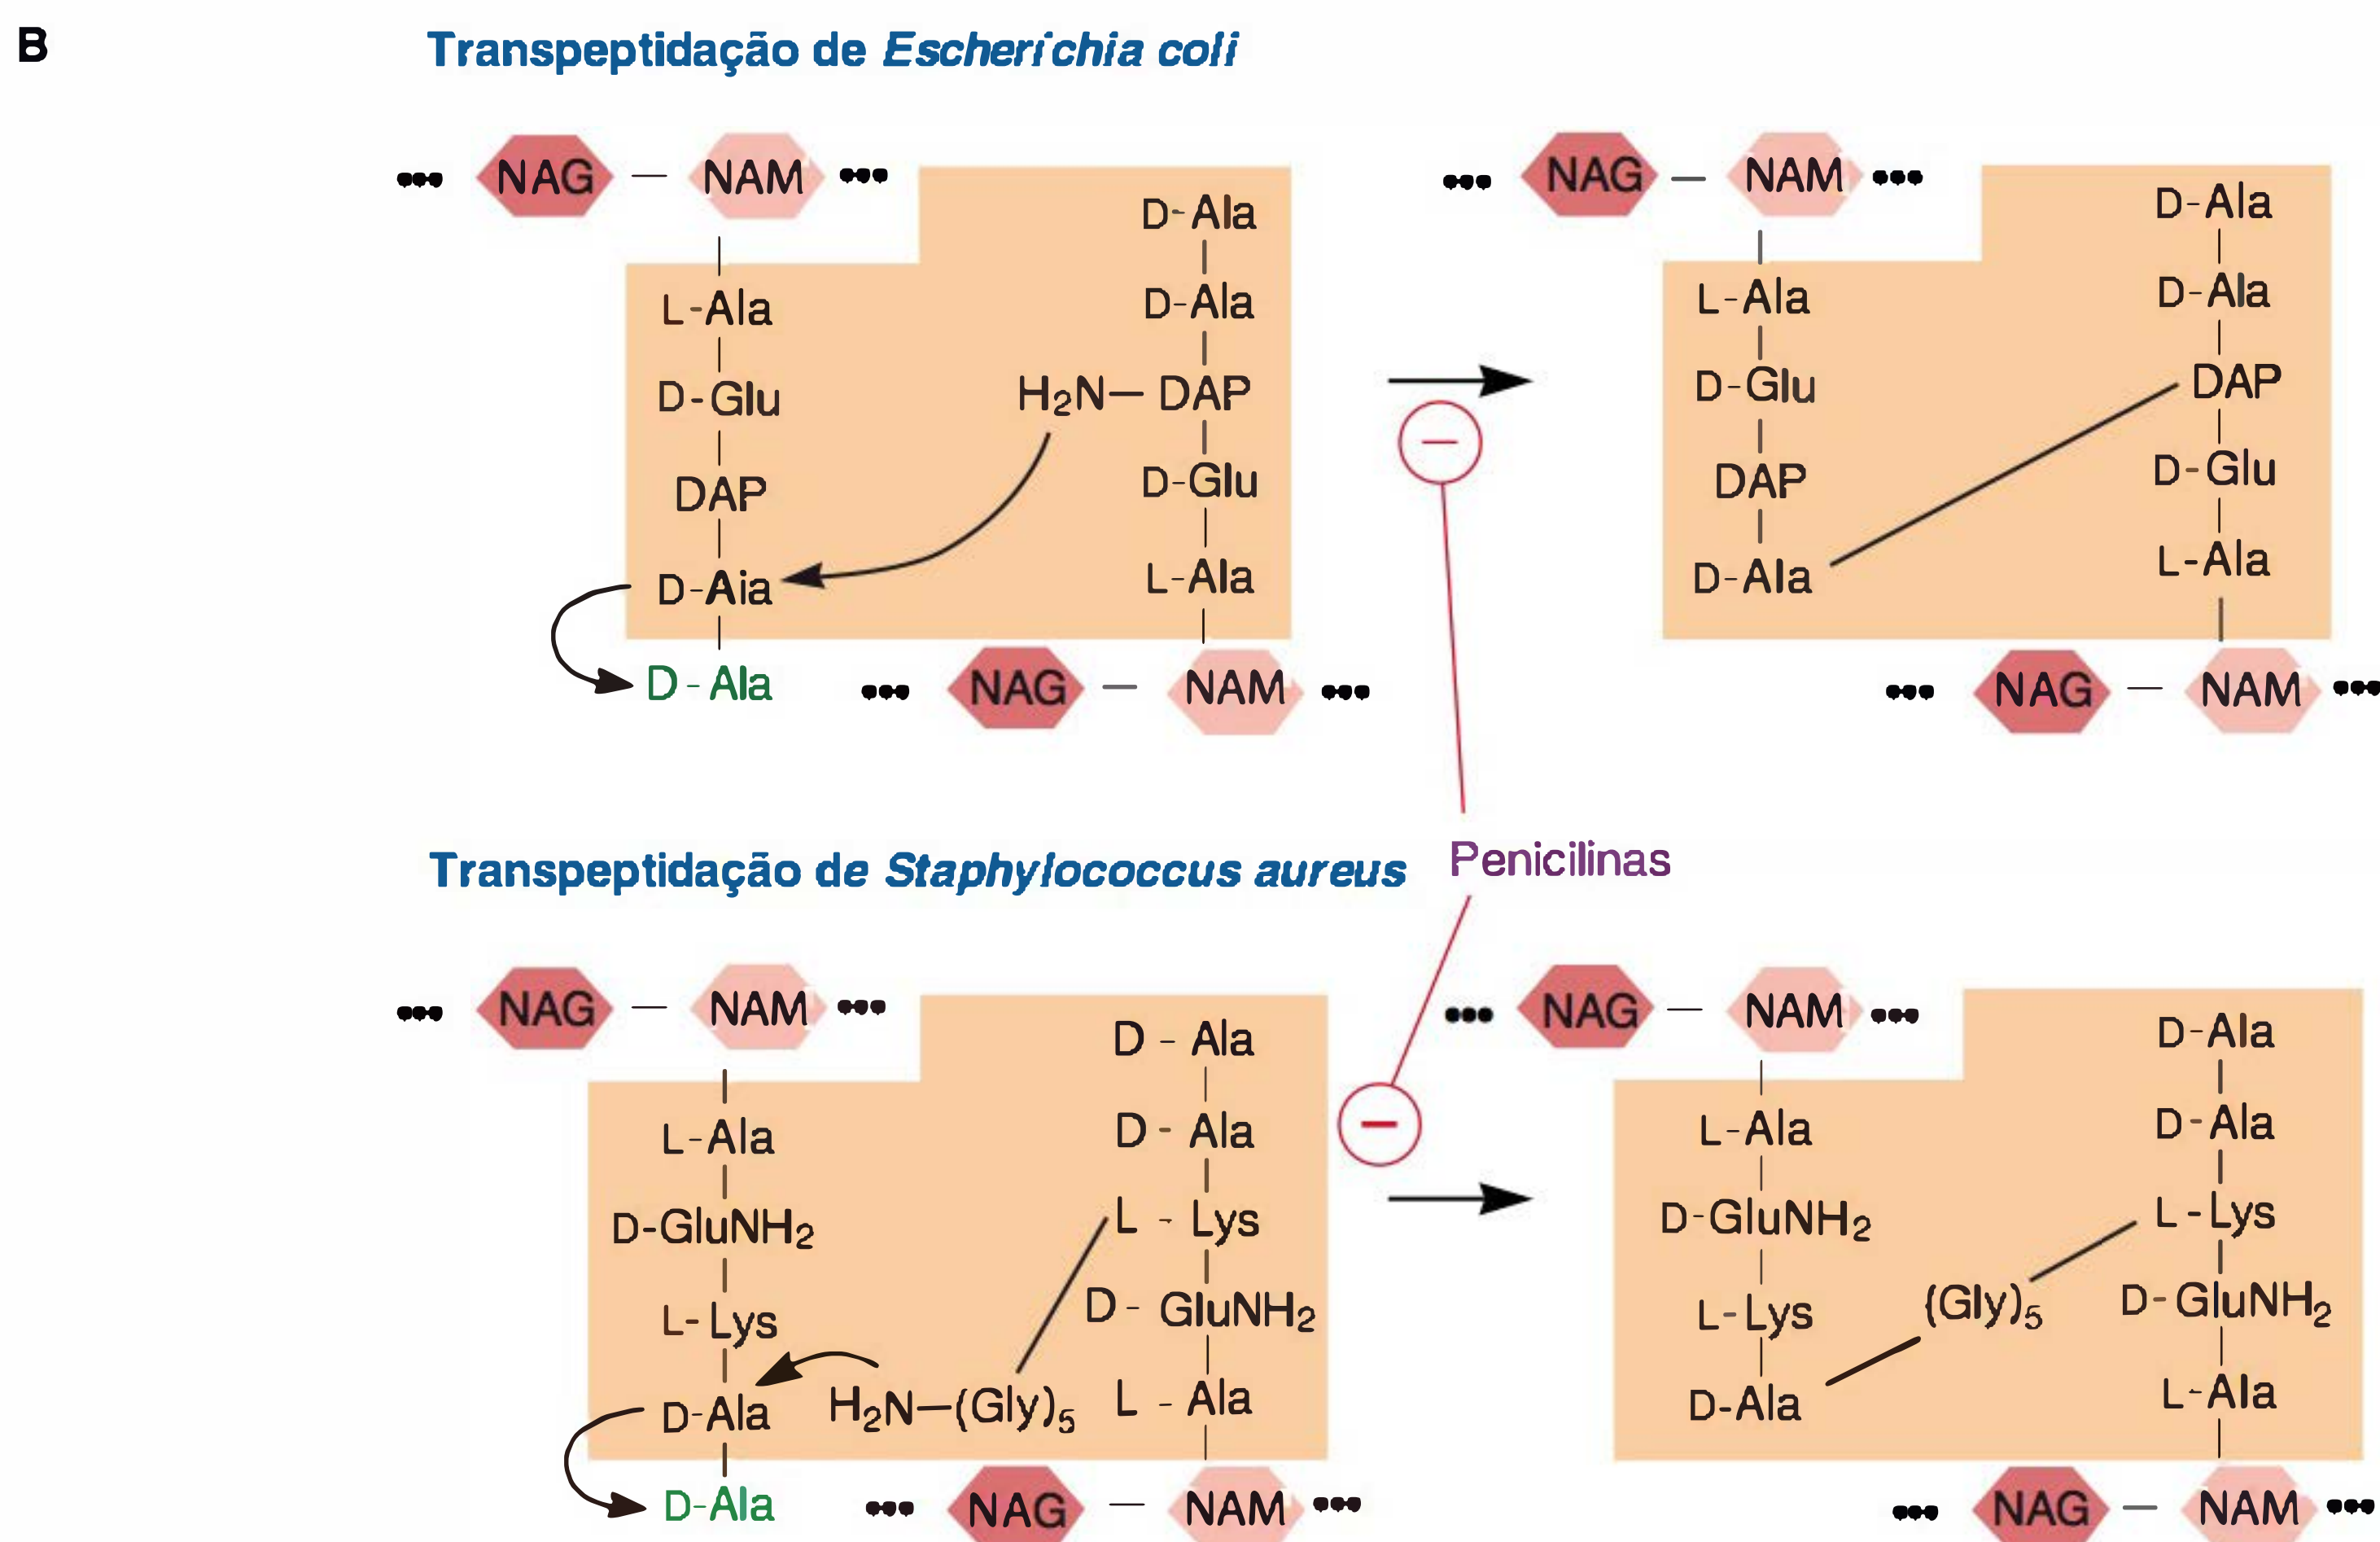 B
Transpeptidação de Escherichia coli
NAG — NAM
L-Ala
D-Glu
DAP
D-Aia
D-Ala
D-Ala
D-Ala
H₂N— DAP
D-Glu
L-Ala
NAG — NAM
NAG — NAM
L-Ala
D-Glu
DAP
D-Ala
D-Ala
D-Ala
DAP
D-Glu
L-Ala
NAG — NAM
Penicilinas
Transpeptidação de Staphylococcus aureus
NAG — NAM
L-Ala
D-GluNH₂
L-Lys
D-Ala
D-Ala
D - Ala
D - Ala
L - Lys
D - GluNH₂
H₂N—(Gly)₅
L - Ala
NAG — NAM
NAG — NAM
L-Ala
D-GluNH₂
L-Lys
D-Ala
(Gly)₅
D-Ala
D-Ala
L-Lys
D-GluNH₂
L-Ala
NAG — NAM